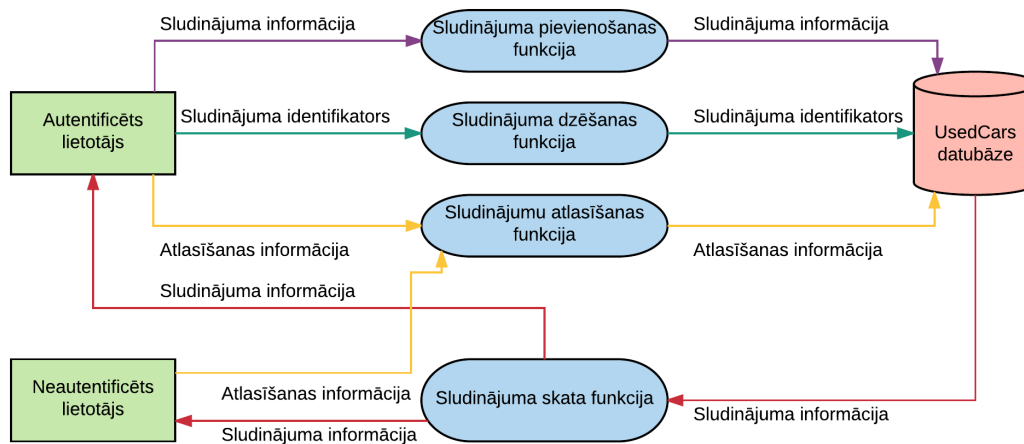 Sludinājuma informācija
Sludinājuma pievienošanas
funkcija
Sludinājuma informācija
Autentificēts
lietotājs
Sludinājuma identifikators
Sludinājuma dzēšanas
funkcija
Sludinājuma identifikators
UsedCars
datubāze
Sludinājumu atlasīšanas
funkcija
Atlasīšanas informācija
Atlasīšanas informācija
Sludinājuma informācija
Neautentificēts
lietotājs
Atlasīšanas informācija
Sludinājuma skata funkcija
Sludinājuma informācija
Sludinājuma informācija